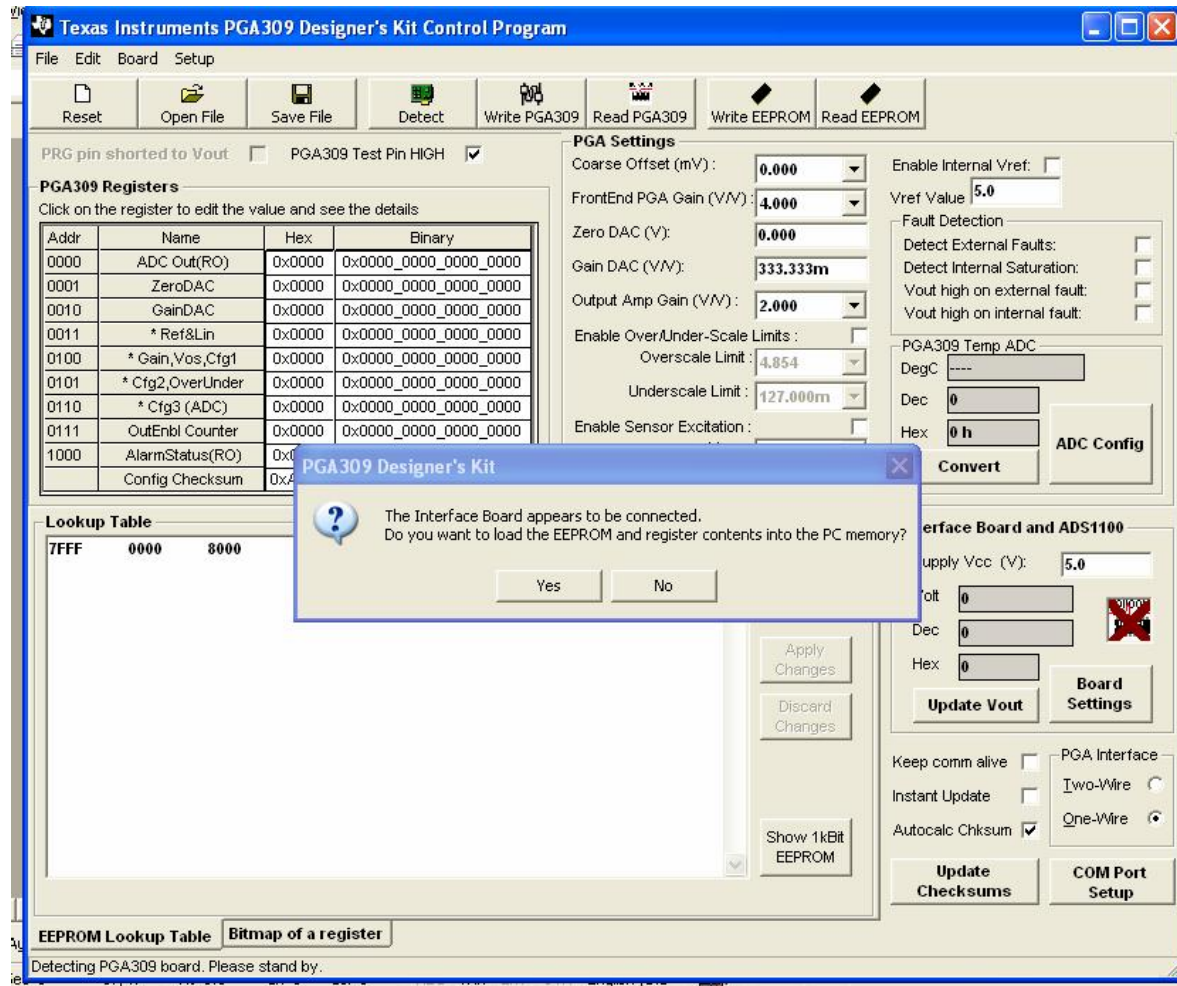 Texas Instruments PGA309 Designer's Kit Control Program
File Edit Board Setup
Reset Open File Save File Detect Write PGA309 Read PGA309 Write EEPROM Read EEPROM
PRG pin shorted to Vout PGA309 Test Pin HIGH
PGA309 Registers
Click on the register to edit the value and see the details
Addr Name Hex Binary
0000 ADC Out(RO) 0x0000 0x0000_0000_0000_0000
0001 ZeroDAC 0x0000 0x0000_0000_0000_0000
0010 GainDAC 0x0000 0x0000_0000_0000_0000
0011 * Ref&Lin 0x0000 0x0000_0000_0000_0000
0100 * Gain,Vos,Cfg1 0x0000 0x0000_0000_0000_0000
0101 * Cfg2,OverUnder 0x0000 0x0000_0000_0000_0000
0110 * Cfg3 (ADC) 0x0000 0x0000_0000_0000_0000
0111 OutEnbl Counter 0x0000 0x0000_0000_0000_0000
1000 AlarmStatus(RO)
Config Checksum
PGA Settings
Coarse Offset (mV) : 0.000
FrontEnd PGA Gain (V/V) : 4.000
Zero DAC (V): 0.000
Gain DAC (V/V): 333.333m
Output Amp Gain (V/V) : 2.000
Enable Over/Under-Scale Limits :
Overscale Limit : 4.854
Underscale Limit : 127.000m
Enable Sensor Excitation :
Enable Internal Vref:
Vref Value 5.0
Fault Detection
Detect External Faults:
Detect Internal Saturation:
Vout high on external fault:
Vout high on internal fault:
PGA309 Temp ADC
DegC ----
Dec 0
Hex 0 h
Convert
ADC Config
PGA309 Designer's Kit
The Interface Board appears to be connected.
Do you want to load the EEPROM and register contents into the PC memory?
Yes No
Lookup Table
7FFF 0000 8000
Apply Changes
Discard Changes
Show 1kBit EEPROM
erface Board and ADS1100
upply Vcc (V): 5.0
olt 0
Dec 0
Hex 0
Update Vout
Board Settings
Keep comm alive
Instant Update
Autocalc Chksum
PGA Interface
Two-Wire
One-Wire
Update Checksums
COM Port Setup
EEPROM Lookup Table Bitmap of a register
Detecting PGA309 board. Please stand by.